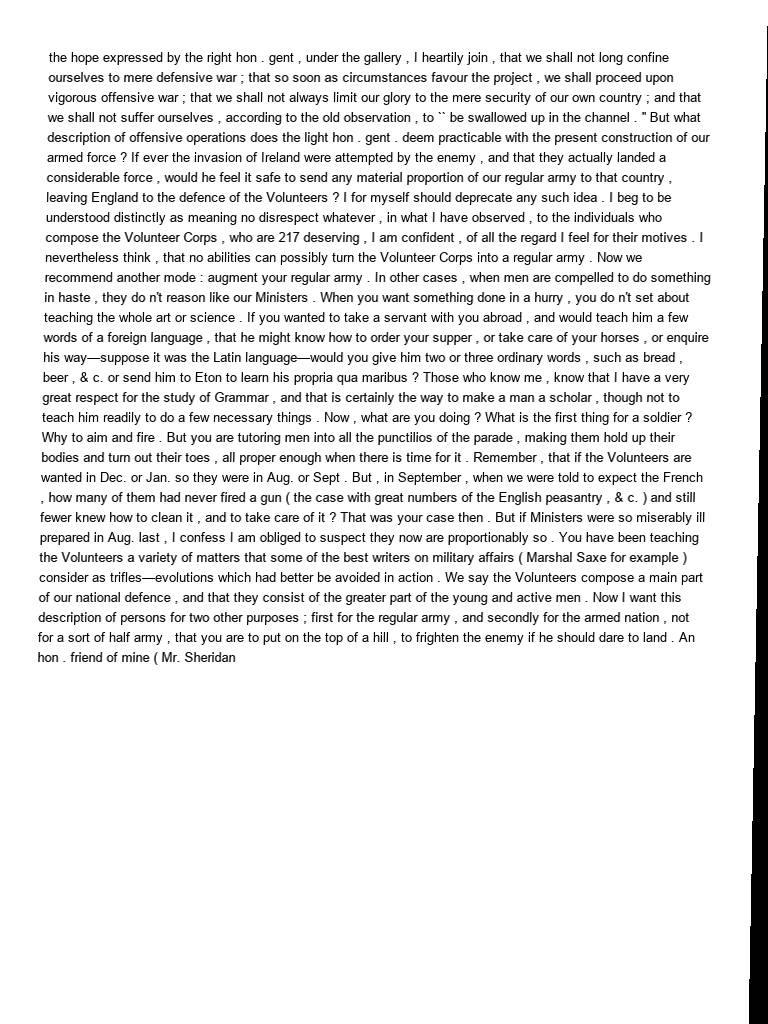 the hope expressed by the right hon . gent , under the gallery , I heartily join , that we shall not long confine
ourselves to mere defensive war ; that so soon as circumstances favour the project , we shall proceed upon
vigorous offensive war ; that we shall not always limit our glory to the mere security of our own country ; and that
we shall not suffer ourselves , according to the old observation , to `` be swallowed up in the channel . " But what
description of offensive operations does the light hon . gent . deem practicable with the present construction of our
armed force ? If ever the invasion of Ireland were attempted by the enemy , and that they actually landed a
considerable force , would he feel it safe to send any material proportion of our regular army to that country ,
leaving England to the defence of the Volunteers ? I for myself should deprecate any such idea . I beg to be
understood distinctly as meaning no disrespect whatever , in what I have observed , to the individuals who
compose the Volunteer Corps , who are 217 deserving , I am confident , of all the regard I feel for their motives . I
nevertheless think , that no abilities can possibly turn the Volunteer Corps into a regular army . Now we
recommend another mode : augment your regular army . In other cases , when men are compelled to do something
in haste , they do n't reason like our Ministers . When you want something done in a hurry , you do n't set about
teaching the whole art or science . If you wanted to take a servant with you abroad , and would teach him a few
words of a foreign language , that he might know how to order your supper , or take care of your horses , or enquire
his way—suppose it was the Latin language—would you give him two or three ordinary words , such as bread ,
beer , & c. or send him to Eton to learn his propria qua maribus ? Those who know me , know that I have a very
great respect for the study of Grammar , and that is certainly the way to make a man a scholar , though not to
teach him readily to do a few necessary things . Now , what are you doing ? What is the first thing for a soldier ?
Why to aim and fire . But you are tutoring men into all the punctilios of the parade , making them hold up their
bodies and turn out their toes , all proper enough when there is time for it . Remember , that if the Volunteers are
wanted in Dec. or Jan. so they were in Aug. or Sept . But , in September , when we were told to expect the French
, how many of them had never fired a gun ( the case with great numbers of the English peasantry , & c. ) and still
fewer knew how to clean it , and to take care of it ? That was your case then . But if Ministers were so miserably ill
prepared in Aug. last , I confess I am obliged to suspect they now are proportionably so . You have been teaching
the Volunteers a variety of matters that some of the best writers on military affairs ( Marshal Saxe for example )
consider as trifles—evolutions which had better be avoided in action . We say the Volunteers compose a main part
of our national defence , and that they consist of the greater part of the young and active men . Now I want this
description of persons for two other purposes ; first for the regular army , and secondly for the armed nation , not
for a sort of half army , that you are to put on the top of a hill , to frighten the enemy if he should dare to land . An
hon . friend of mine ( Mr. Sheridan